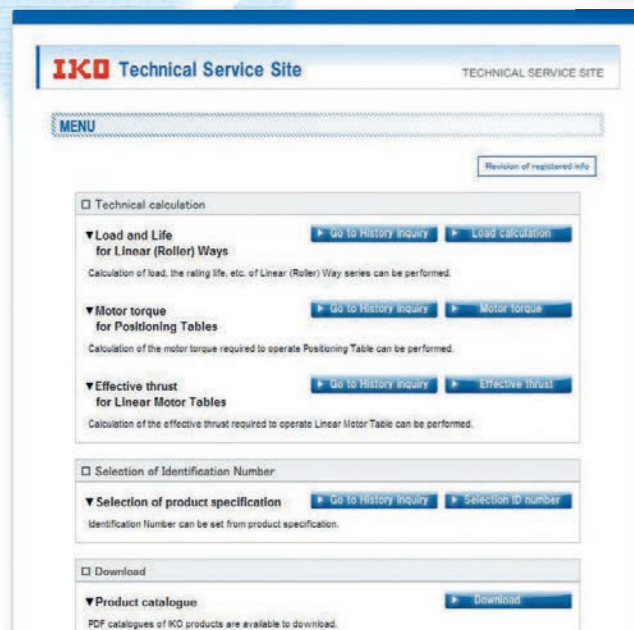 IKO Technical Service Site
TECHNICAL SERVICE SITE
MENU
Revision of registered info
Technical calculation
▼Load and Life
for Linear (Roller) Ways
Go to History Inquiry
Load calculation
Calculation of load, the rating life, etc. of Linear (Roller) Way series can be performed.
▼Motor torque
for Positioning Tables
Go to History Inquiry
Motor torque
Calculation of the motor torque required to operate Positioning Table can be performed.
▼Effective thrust
for Linear Motor Tables
Go to History Inquiry
Effective thrust
Calculation of the effective thrust required to operate Linear Motor Table can be performed.
Selection of Identification Number
▼Selection of product specification
Go to History Inquiry
Selection ID number
Identification Number can be set from product specification.
Download
▼Product catalogue
Download
PDF catalogues of IKO products are available to download.